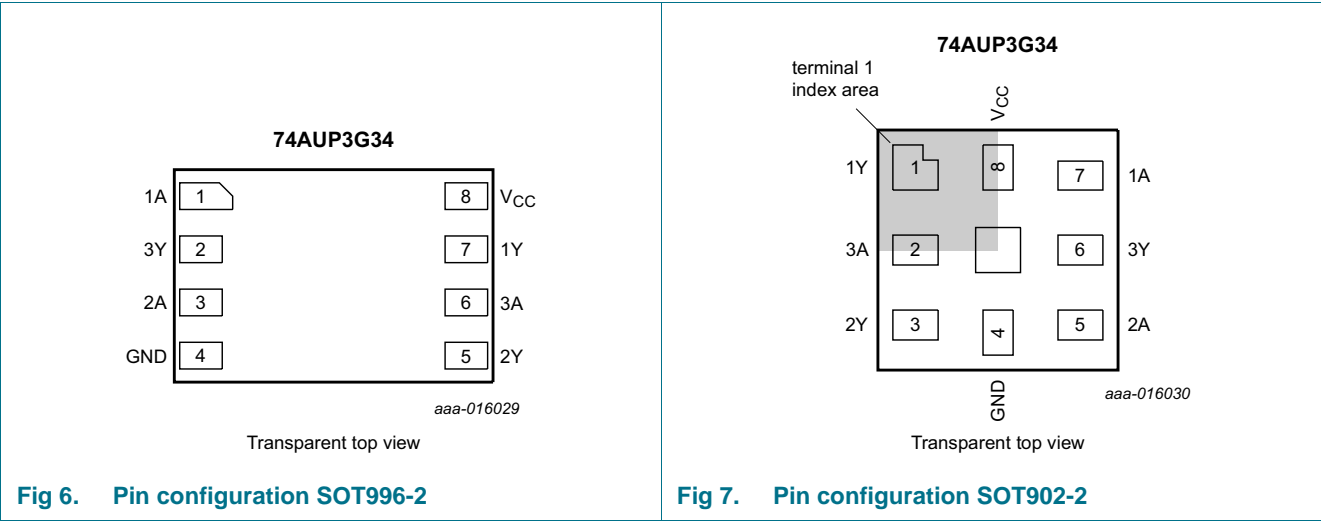 74AUP3G34
1A 1 8 VCC
3Y 2 7 1Y
2A 3 6 3A
GND 4 5 2Y
aaa-016029
Transparent top view
Fig 6. Pin configuration SOT996-2
74AUP3G34
terminal 1
index area
VCC
1Y 1 8 7 1A
3A 2 6 3Y
2Y 3 4 5 2A
GND
aaa-016030
Transparent top view
Fig 7. Pin configuration SOT902-2